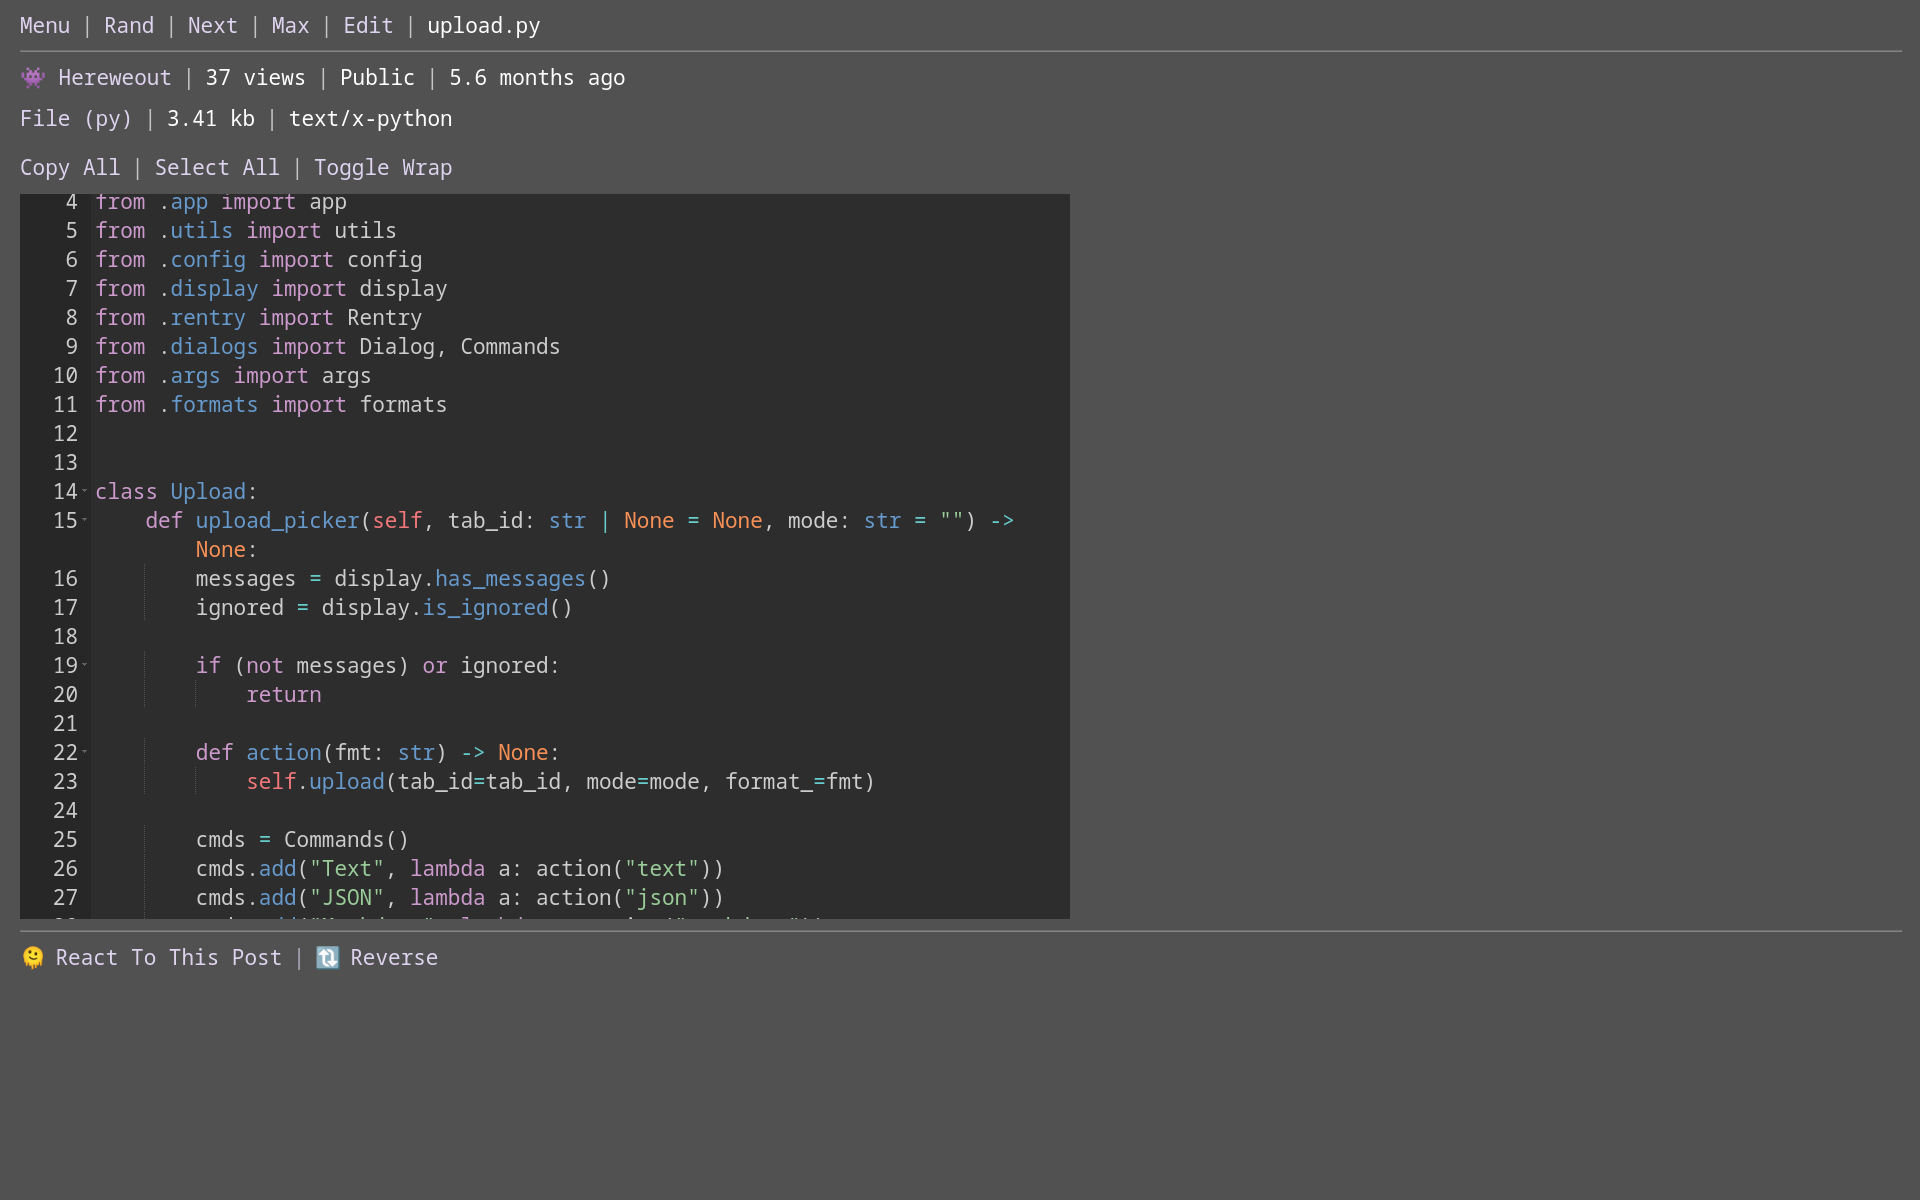 Menu | Rand | Next | Max | Edit | upload.py
Hereweout | 37 views | Public | 5.6 months ago
File (py) | 3.41 kb | text/x-python
Copy All | Select All | Toggle Wrap
4 from .app import app
5 from .utils import utils
6 from .config import config
7 from .display import display
8 from .rentry import Rentry
9 from .dialogs import Dialog, Commands
10 from .args import args
11 from .formats import formats
12
13
14 class Upload:
15     def upload_picker(self, tab_id: str | None = None, mode: str = "") ->
None:
16         messages = display.has_messages()
17         ignored = display.is_ignored()
18
19         if (not messages) or ignored:
20             return
21
22         def action(fmt: str) -> None:
23             self.upload(tab_id=tab_id, mode=mode, format_=fmt)
24
25         cmds = Commands()
26         cmds.add("Text", lambda a: action("text"))
27         cmds.add("JSON", lambda a: action("json"))
React To This Post | Reverse